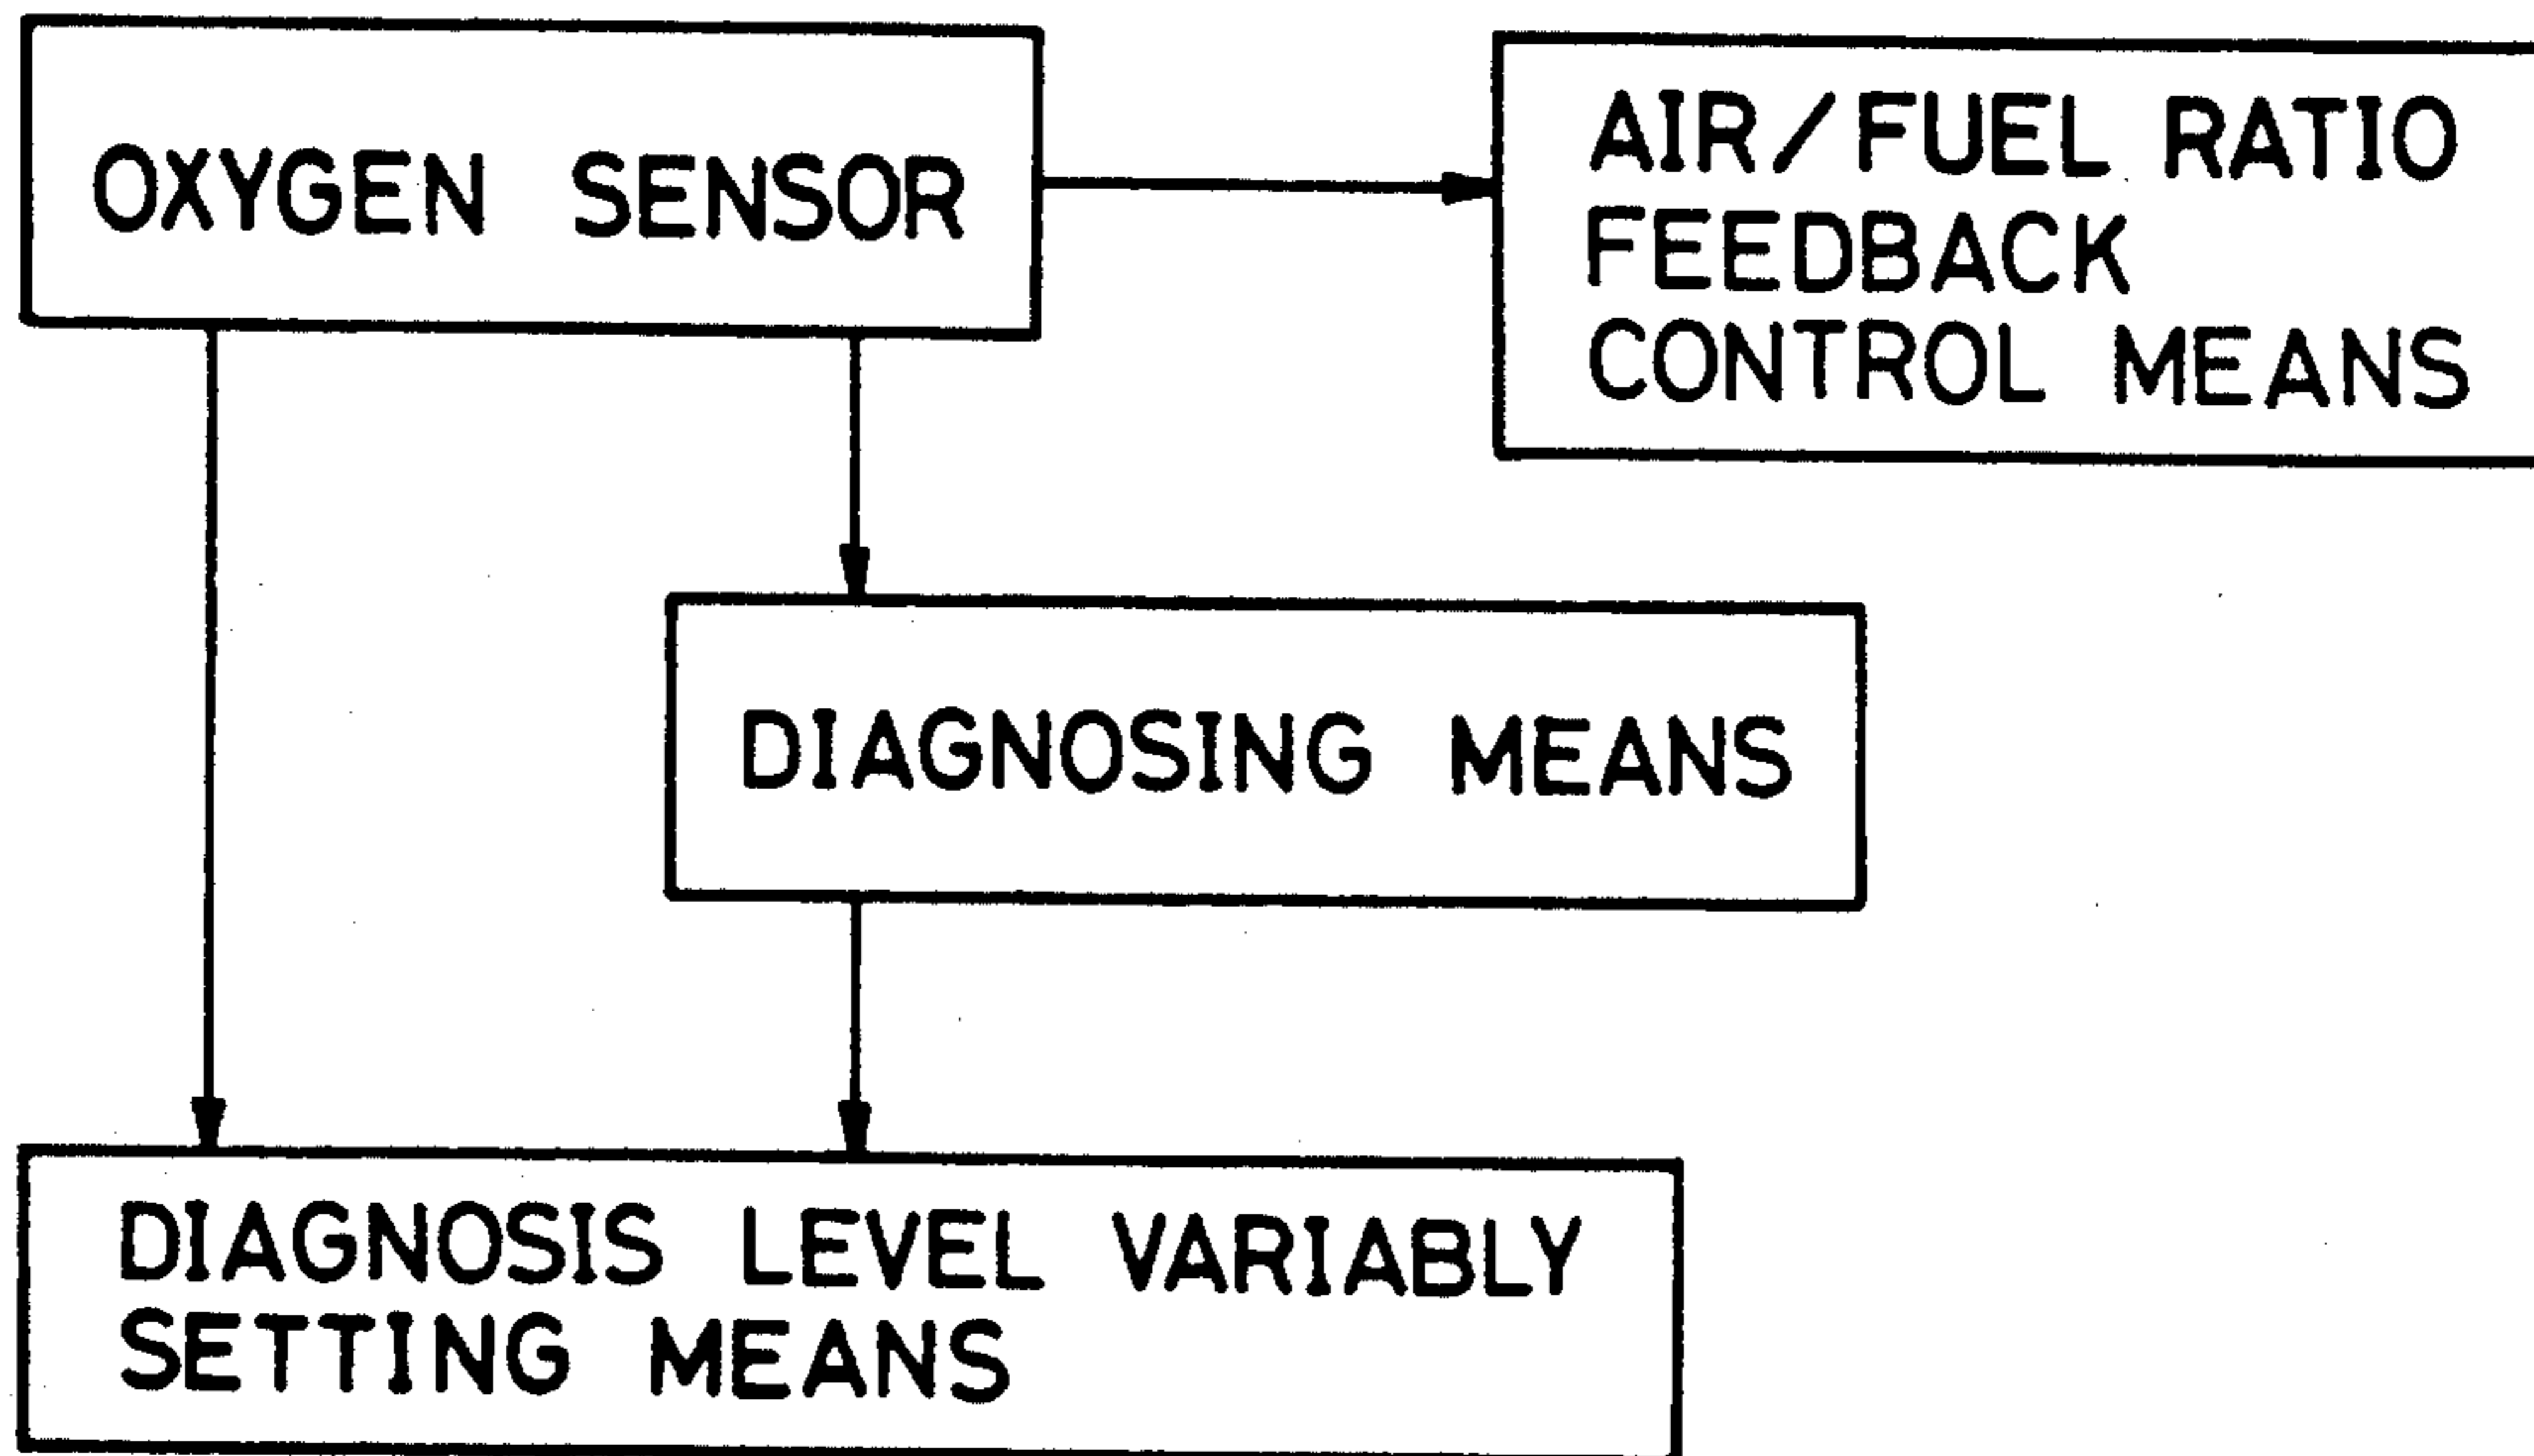 OXYGEN SENSOR
AIR/FUEL RATIO
FEEDBACK
CONTROL MEANS
DIAGNOSING MEANS
DIAGNOSIS LEVEL VARIABLY
SETTING MEANS